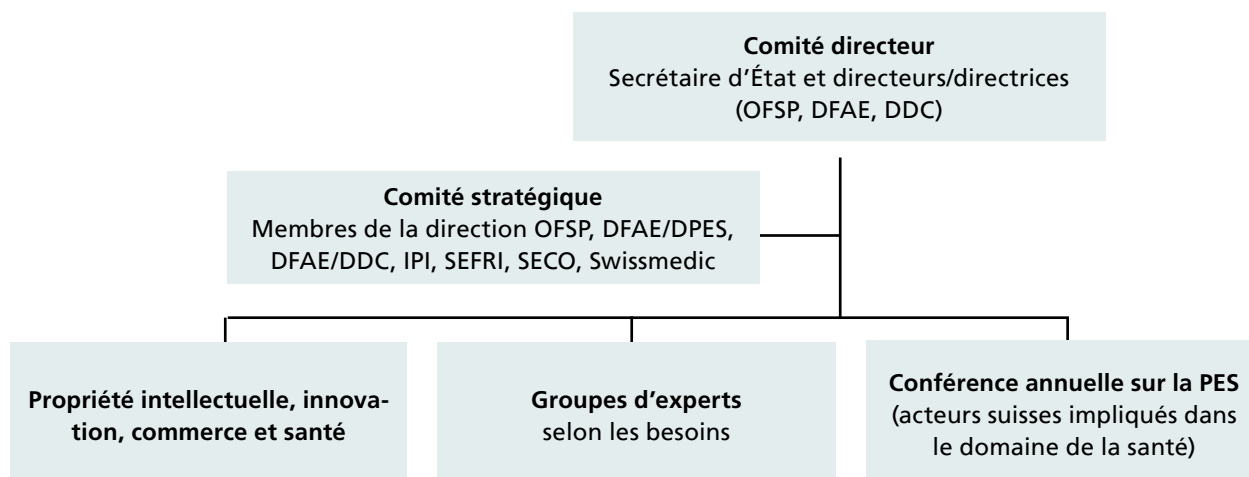 Comité directeur
Secrétaire d'État et directeurs/directrices
(OFSP, DFAE, DDC)
Comité stratégique
Membres de la direction OFSP, DFAE/DPES,
DFAE/DDC, IPI, SEFRI, SECO, Swissmedic
Propriété intellectuelle, innova-
tion, commerce et santé
Groupes d'experts
selon les besoins
Conférence annuelle sur la PES
(acteurs suisses impliqués dans
le domaine de la santé)